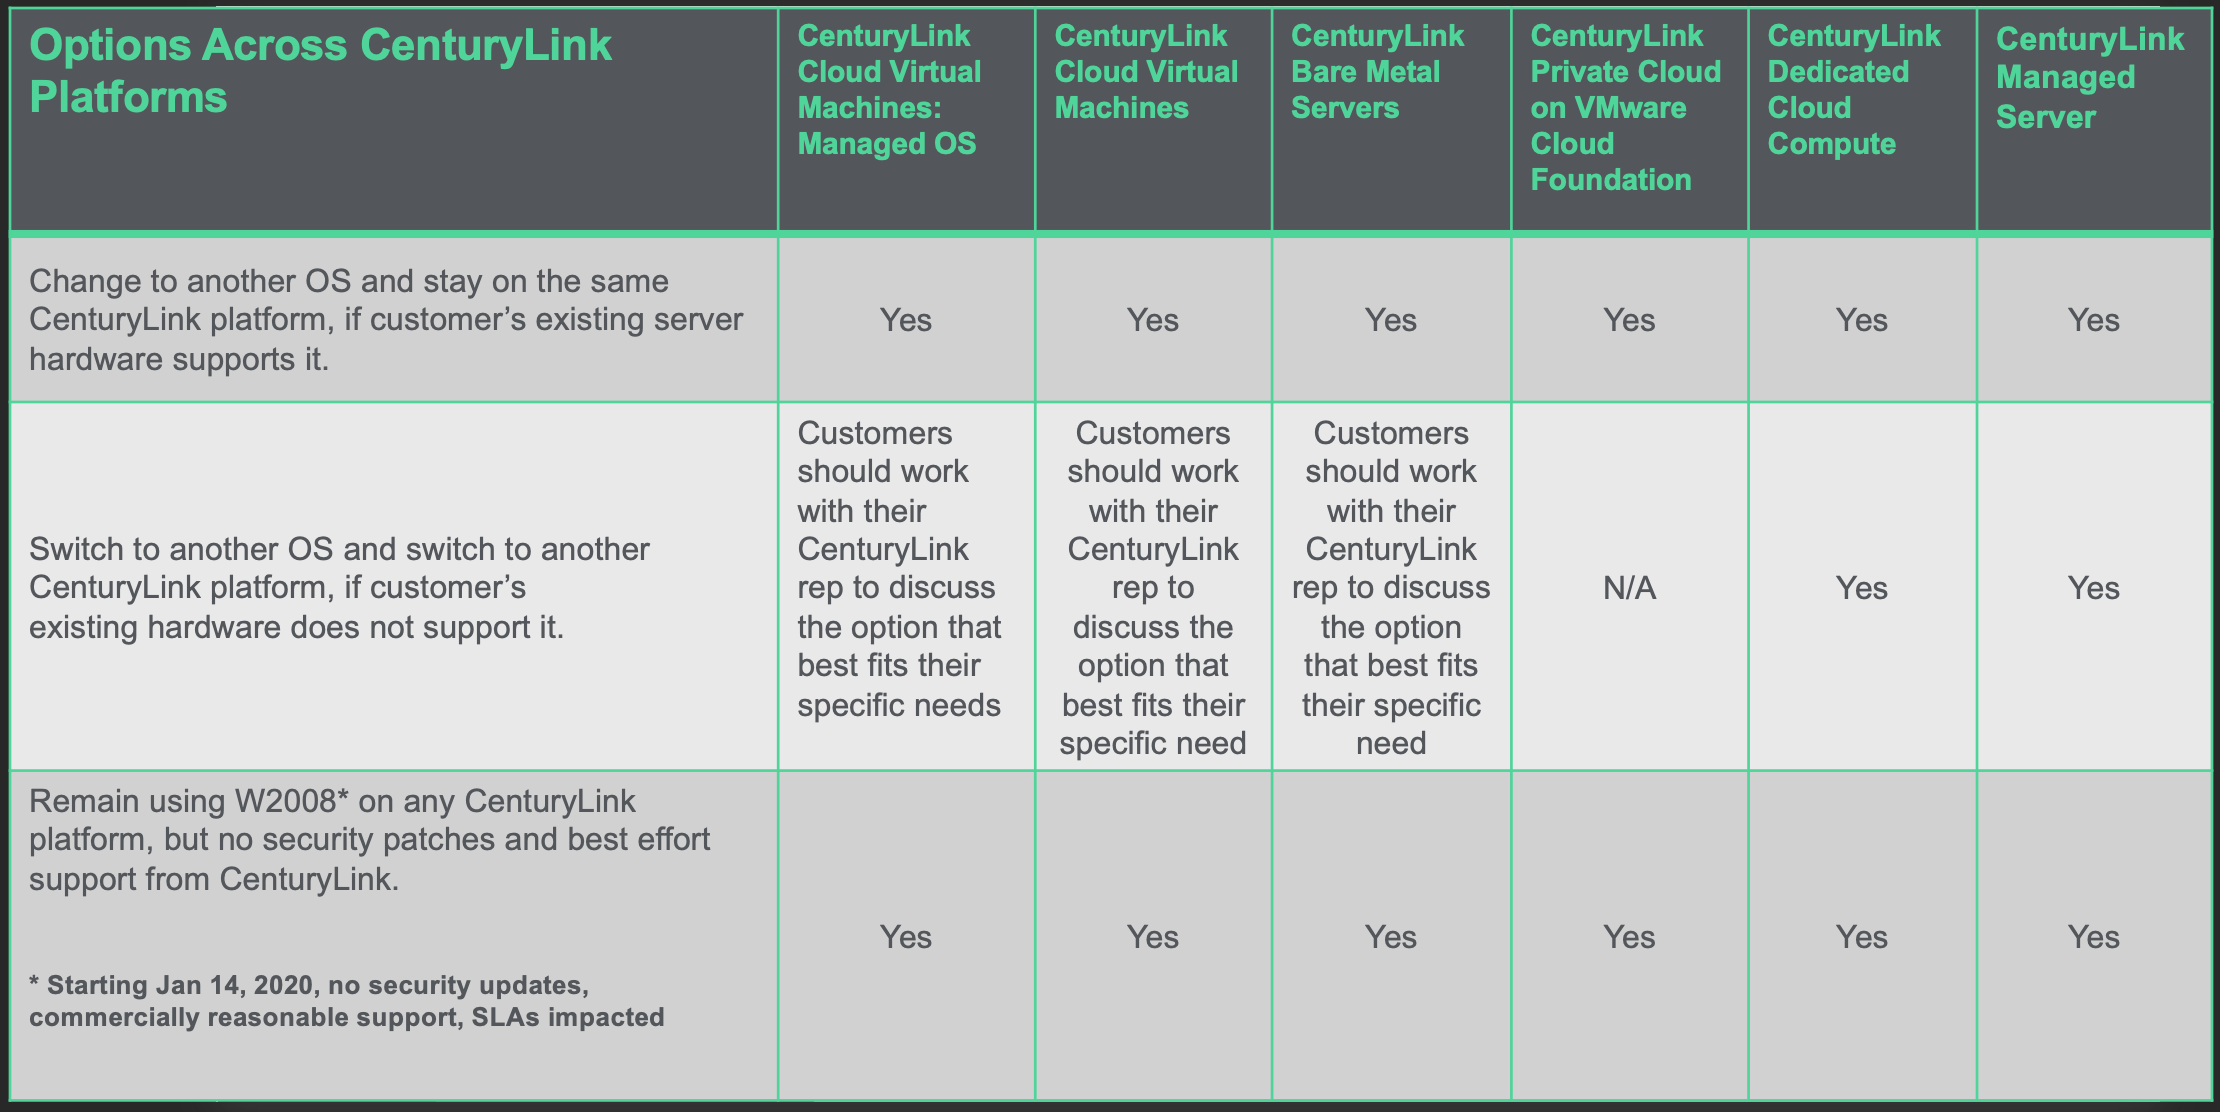 Options Across CenturyLink
Platforms
CenturyLink
Cloud Virtual
Machines:
Managed OS
CenturyLink
Cloud Virtual
Machines
CenturyLink
Bare Metal
Servers
CenturyLink
Private Cloud
on VMware
Cloud
Foundation
CenturyLink
Dedicated
Cloud
Compute
CenturyLink
Managed
Server
Change to another OS and stay on the same
CenturyLink platform, if customer’s existing server
hardware supports it.
Yes
Yes
Yes
Yes
Yes
Yes
Switch to another OS and switch to another
CenturyLink platform, if customer’s
existing hardware does not support it.
Customers
should work
with their
CenturyLink
rep to discuss
the option that
best fits their
specific needs
Customers
should work
with their
CenturyLink
rep to
discuss the
option that
best fits their
specific need
Customers
should work
with their
CenturyLink
rep to discuss
the option
that best fits
their specific
need
N/A
Yes
Yes
Remain using W2008* on any CenturyLink
platform, but no security patches and best effort
support from CenturyLink.
* Starting Jan 14, 2020, no security updates,
commercially reasonable support, SLAs impacted
Yes
Yes
Yes
Yes
Yes
Yes